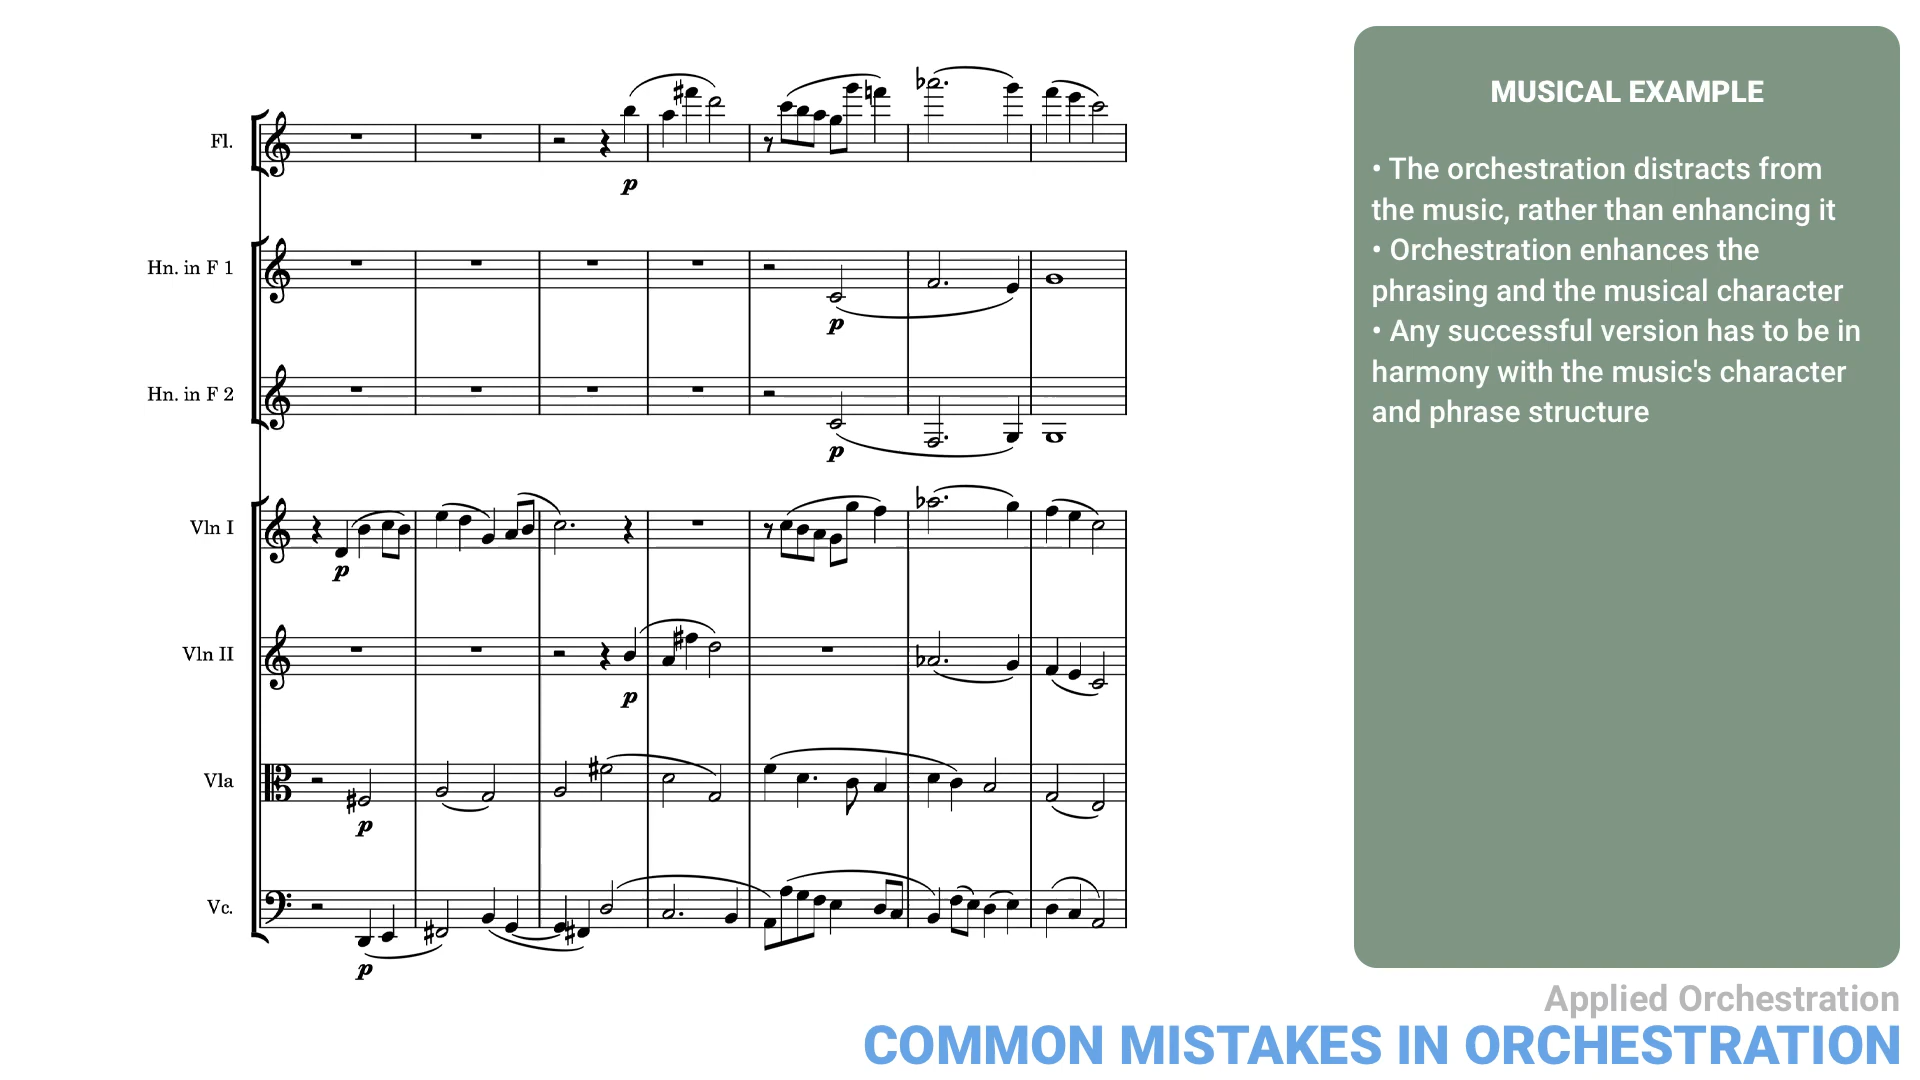 Fl.
p
Hn. in F 1
p
Hn. in F 2
p
Vln I
p
Vln II
p
Vla
p
Vc.
p
MUSICAL EXAMPLE
• The orchestration distracts from
the music, rather than enhancing it
• Orchestration enhances the
phrasing and the musical character
• Any successful version has to be in
harmony with the music's character
and phrase structure
Applied Orchestration
COMMON MISTAKES IN ORCHESTRATION